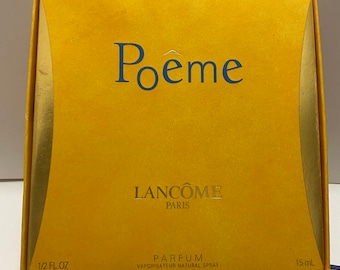 Poême
LANCÔME
PARIS
PARFUM
VAPORISATEUR NATURAL SPRAY
1/2 FL.OZ 15 mL